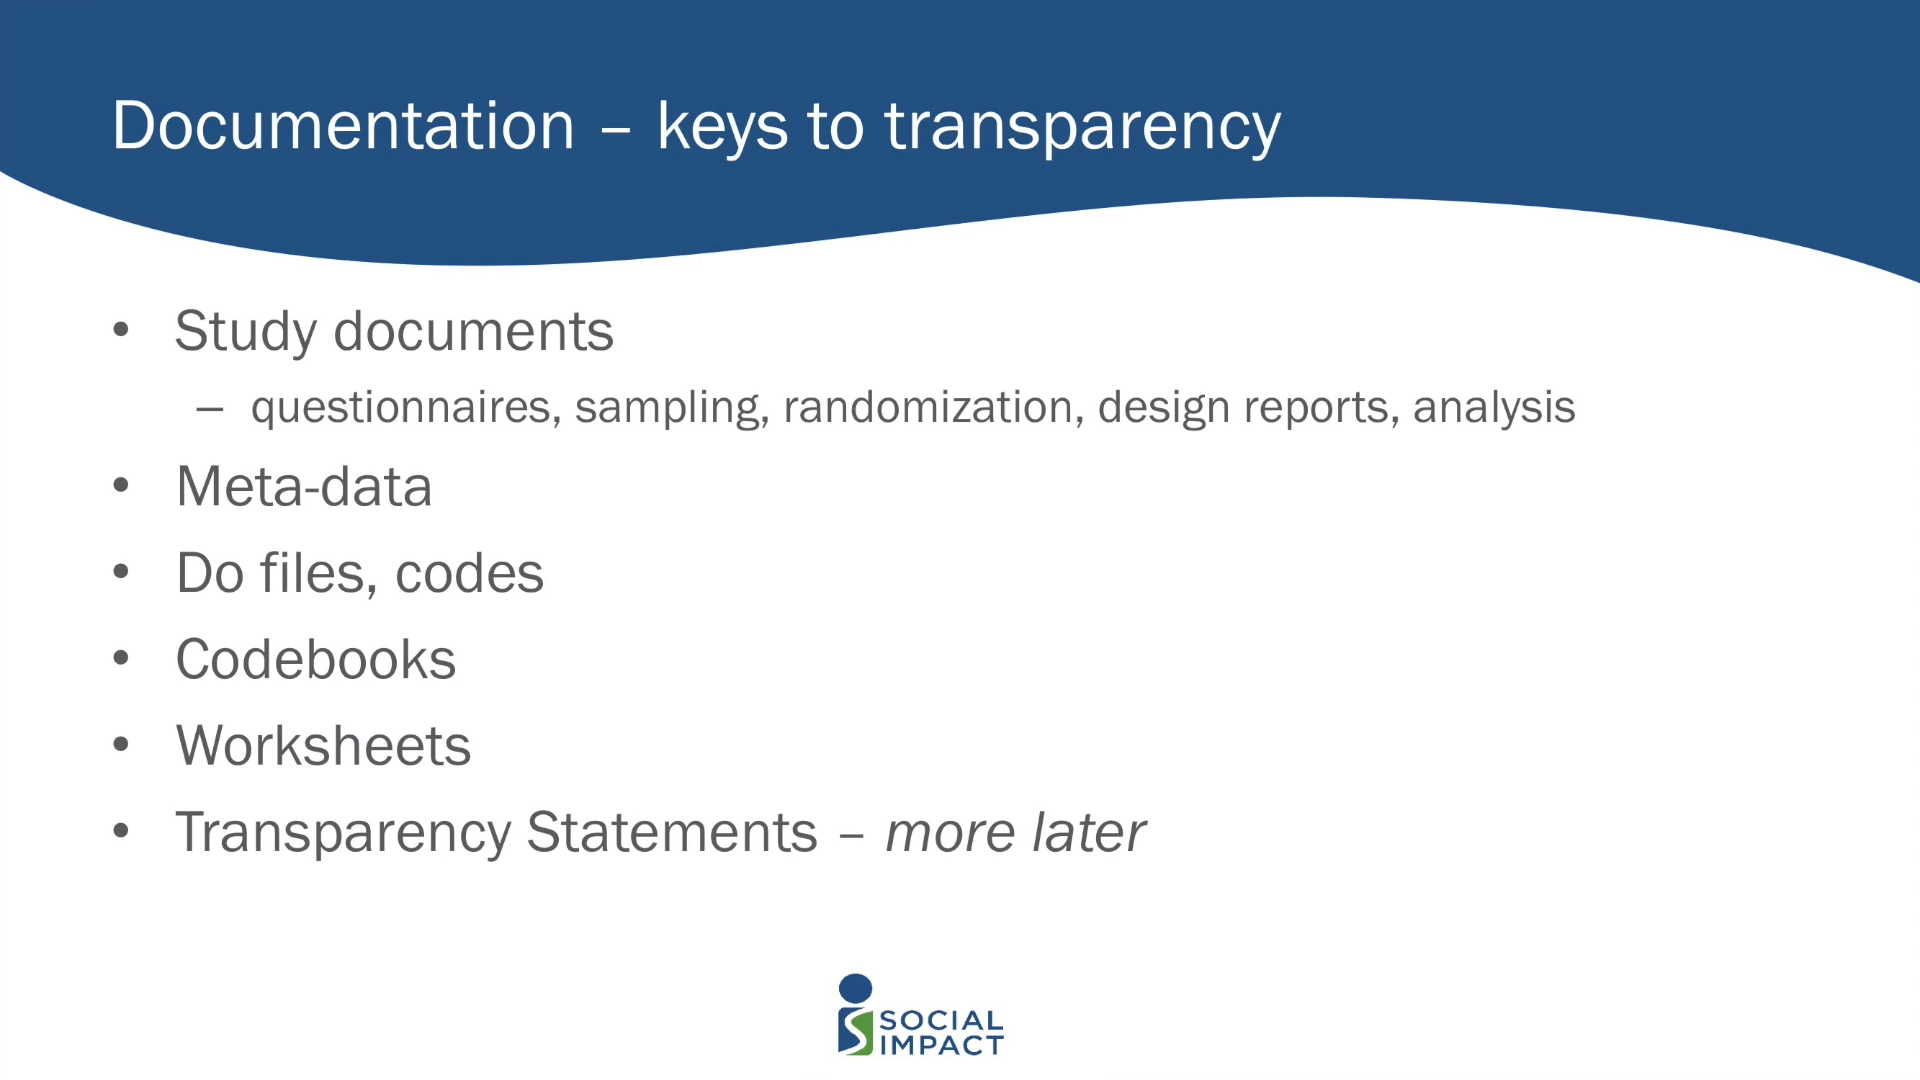 Documentation – keys to transparency
• Study documents
– questionnaires, sampling, randomization, design reports, analysis
• Meta-data
• Do files, codes
• Codebooks
• Worksheets
• Transparency Statements – more later
SOCIAL
IMPACT